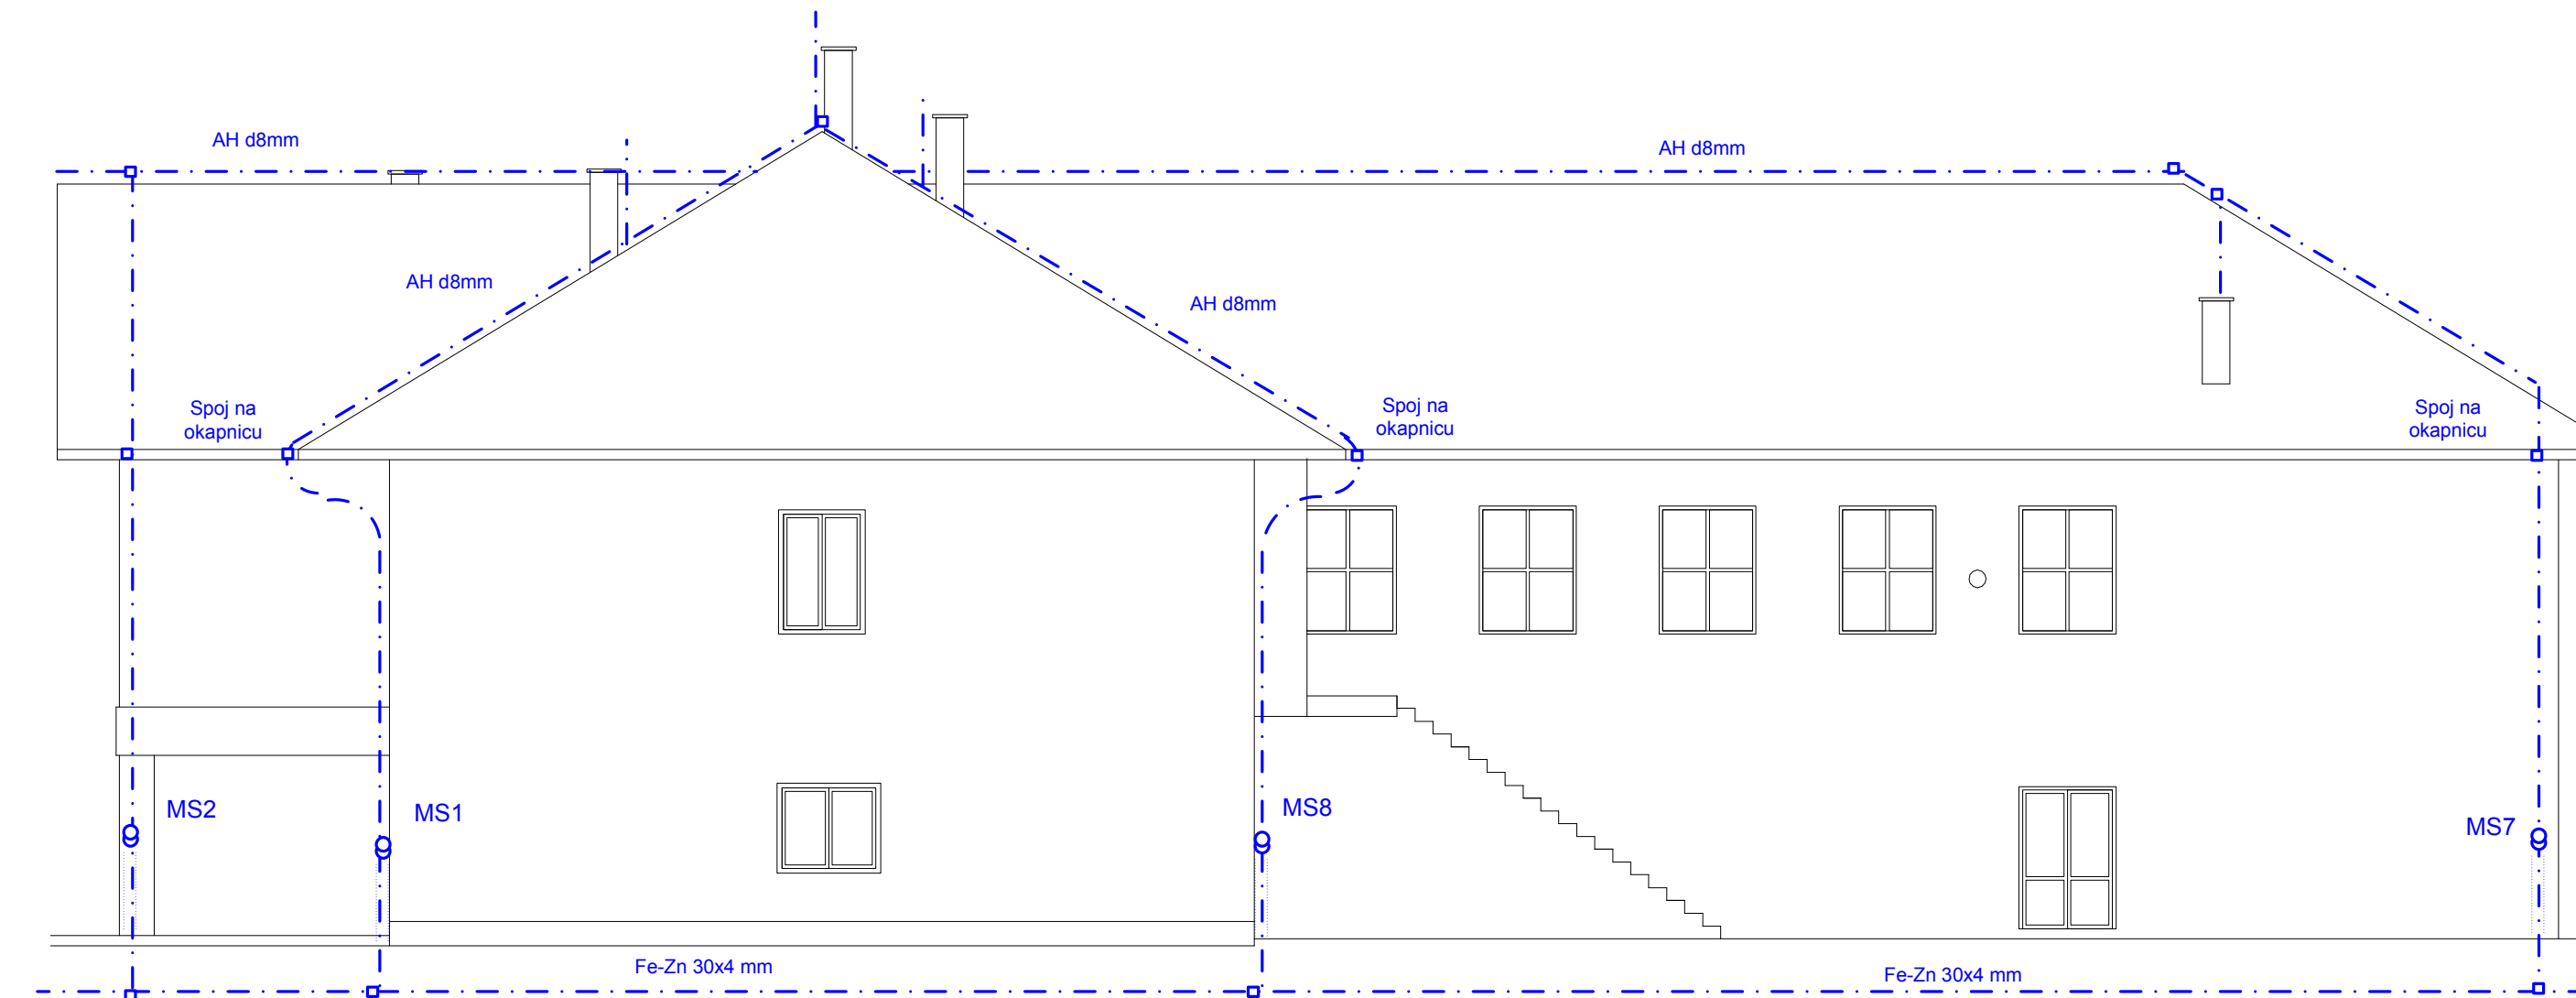 AH d8mm
AH d8mm
AH d8mm
AH d8mm
Spoj na
okapnicu
Spoj na
okapnicu
Spoj na
okapnicu
MS2
MS1
MS8
MS7
Fe-Zn 30x4 mm
Fe-Zn 30x4 mm